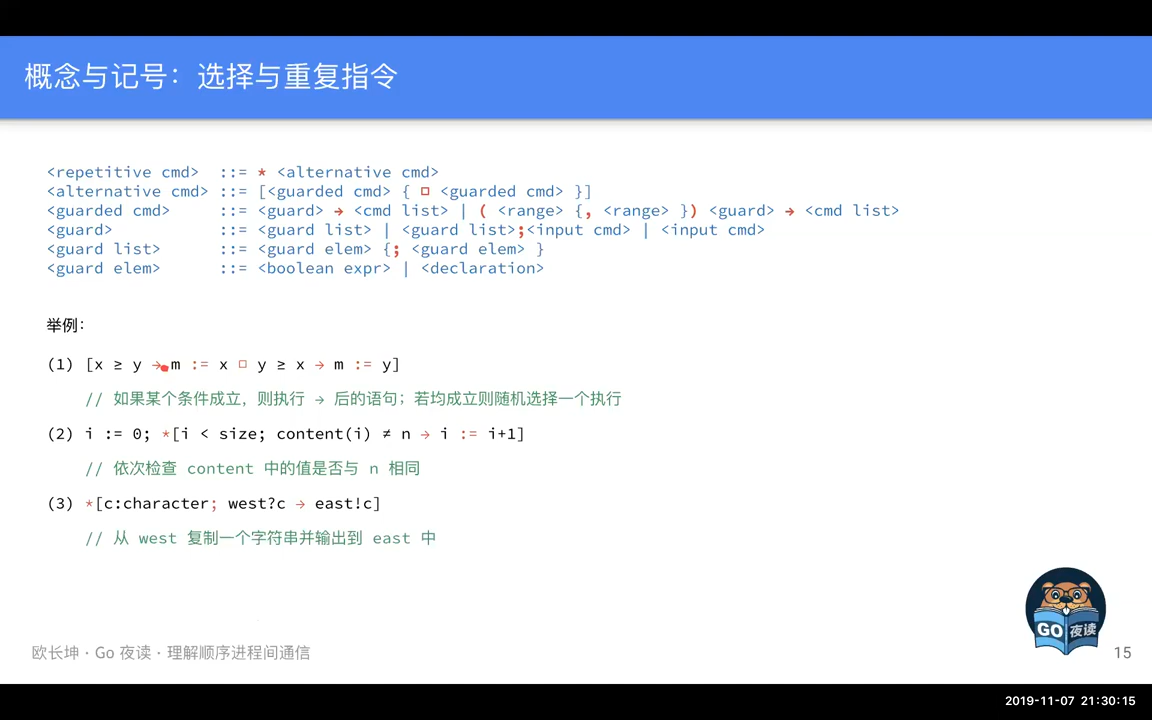 概念与记号：选择与重复指令
<repetitive cmd> ::= * <alternative cmd>
<alternative cmd> ::= [<guarded cmd> { □ <guarded cmd> }]
<guarded cmd> ::= <guard> → <cmd list> | ( <range> {, <range> }) <guard> → <cmd list>
<guard> ::= <guard list> | <guard list>;<input cmd> | <input cmd>
<guard list> ::= <guard elem> {; <guard elem> }
<guard elem> ::= <boolean expr> | <declaration>
举例：
(1) [x ≥ y → m := x □ y ≥ x → m := y]
// 如果某个条件成立，则执行 → 后的语句；若均成立则随机选择一个执行
(2) i := 0; *[i < size; content(i) ≠ n → i := i+1]
// 依次检查 content 中的值是否与 n 相同
(3) *[c:character; west?c → east!c]
// 从 west 复制一个字符串并输出到 east 中
GO 夜读
欧长坤 · Go 夜读 · 理解顺序进程间通信
15
2019-11-07 21:30:15